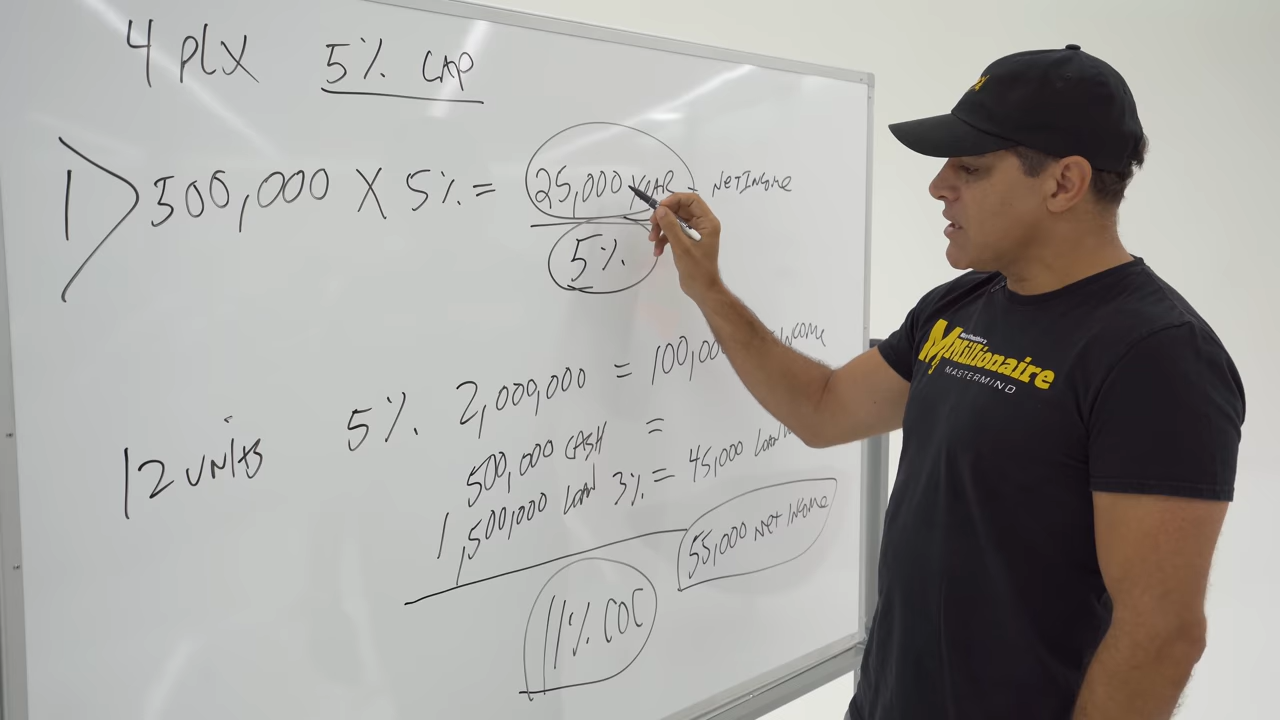 4 PLX 5% CAP
1) 500,000 X 5% = 25,000 YEAR = NET INCOME
5%
12 UNITS 5% 2,000,000 = 100,000 INCOME
500,000 CASH =
1,500,000 LOAN 3% = 45,000 LOAN
55,000 NET INCOME
11% COC
Millionaire
MASTERMIND